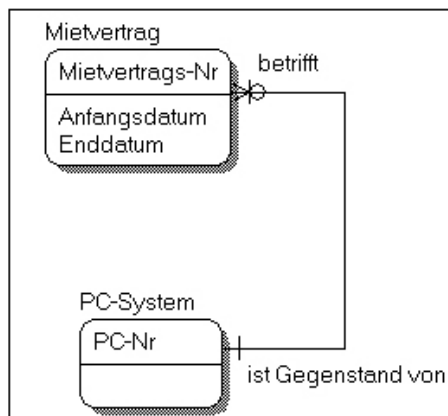 Mietvertrag
betrifft
Mietvertrags-Nr
Anfangsdatum
Enddatum
PC-System
PC-Nr
ist Gegenstand von